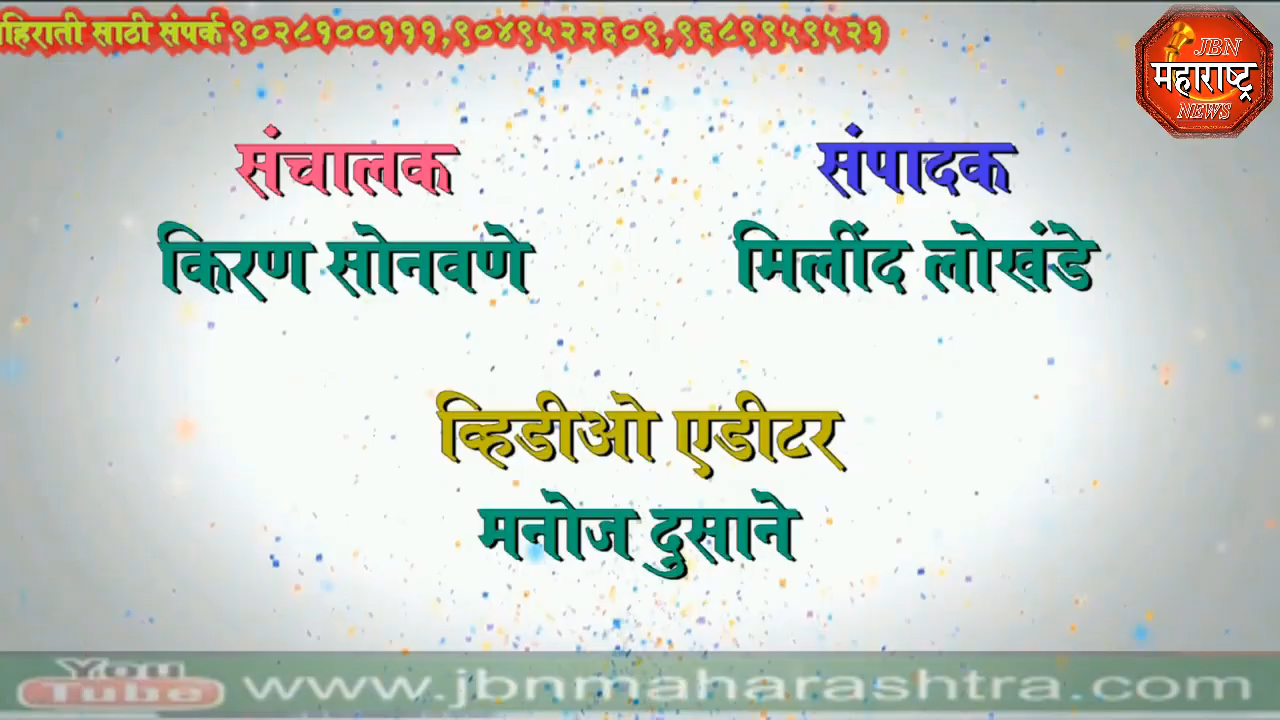 हिराती साठी संपर्क ९०२८१००१११,९०४९५२२६०९,९६८९९५९५२१
JBN
महाराष्ट्र
NEWS
संचालक
संपादक
किरण सोनवणे
मिलींद लोखंडे
व्हिडीओ एडीटर
मनोज दुसाने
You
Tube
www.jbnmaharashtra.com